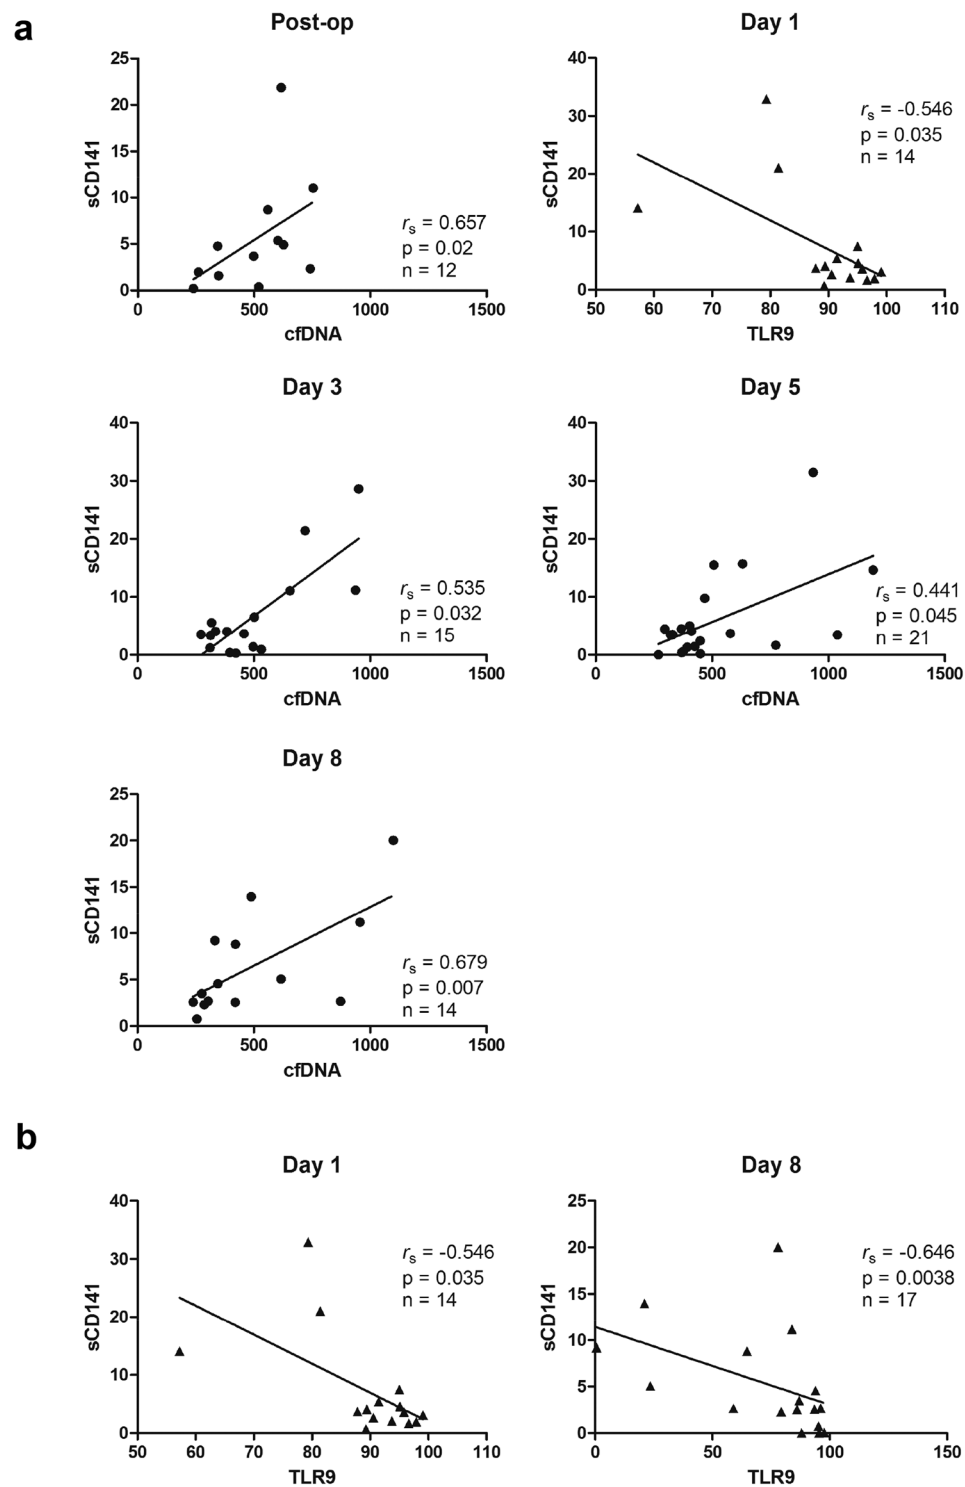 a
Post-op
25
20
15
10
5
0
sCD141
0 500 1000 1500
cfDNA
rs = 0.657
p = 0.02
n = 12
Day 1
40
30
20
10
0
sCD141
50 60 70 80 90 100 110
TLR9
rs = -0.546
p = 0.035
n = 14
Day 3
40
30
20
10
0
sCD141
0 500 1000 1500
cfDNA
rs = 0.535
p = 0.032
n = 15
Day 5
40
30
20
10
0
sCD141
0 500 1000 1500
cfDNA
rs = 0.441
p = 0.045
n = 21
Day 8
25
20
15
10
5
0
sCD141
0 500 1000 1500
cfDNA
rs = 0.679
p = 0.007
n = 14
b
Day 1
40
30
20
10
0
sCD141
50 60 70 80 90 100 110
TLR9
rs = -0.546
p = 0.035
n = 14
Day 8
25
20
15
10
5
0
sCD141
0 50 100 150
TLR9
rs = -0.646
p = 0.0038
n = 17